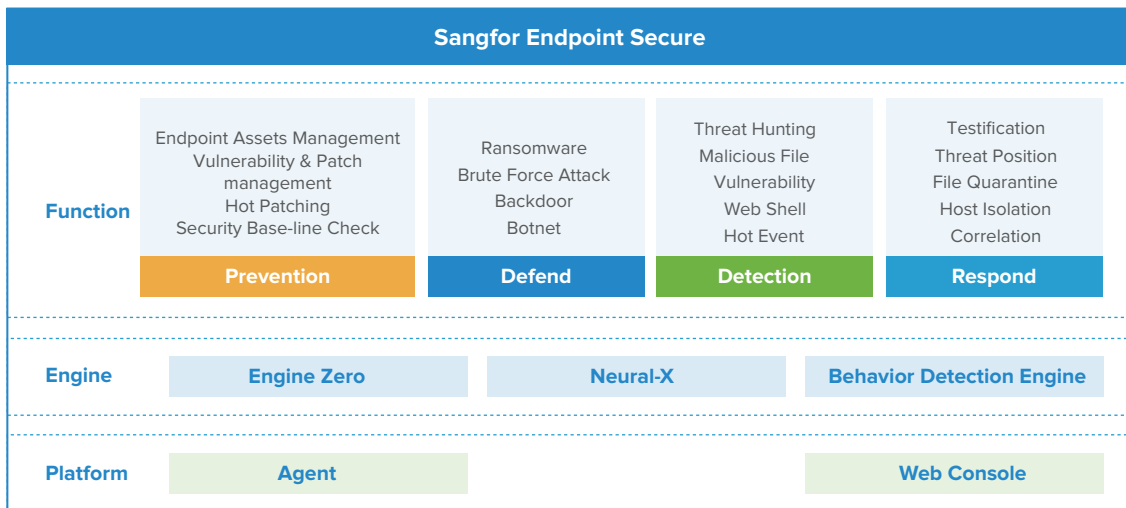 Sangfor Endpoint Secure
Function
Endpoint Assets Management
Vulnerability & Patch
management
Hot Patching
Security Base-line Check
Prevention
Ransomware
Brute Force Attack
Backdoor
Botnet
Defend
Threat Hunting
Malicious File
Vulnerability
Web Shell
Hot Event
Detection
Testification
Threat Position
File Quarantine
Host Isolation
Correlation
Respond
Engine
Engine Zero
Neural-X
Behavior Detection Engine
Platform
Agent
Web Console